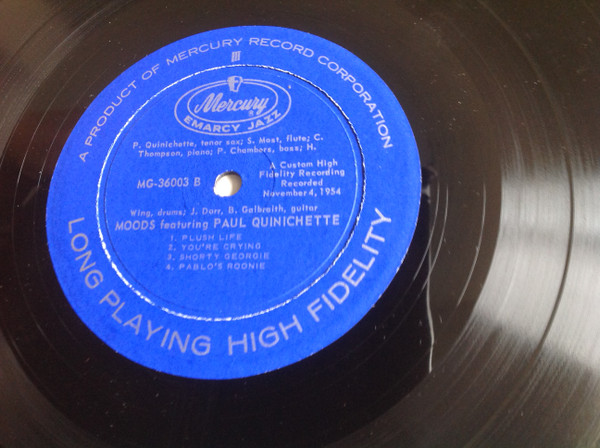 A PRODUCT OF MERCURY RECORD CORPORATION
III
Mercury
EMARCY JAZZ
P. Quinichette, tenor sax; S. Most, flute; C.
Thompson, piano; P. Chambers, bass; H.
MG-36003 B
A Custom High
Fidelity Recording
Recorded
November 4, 1954
Wing, drums; J. Dorr, B. Galbraith, guitar
MOODS featuring PAUL QUINICHETTE
1. PLUSH LIFE
2. YOU'RE CRYING
3. SHORTY GEORGIE
4. PABLO'S ROONIE
LONG PLAYING HIGH FIDELITY